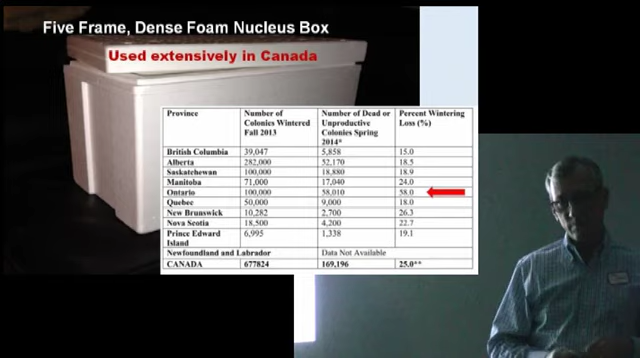 Five Frame, Dense Foam Nucleus Box
Used extensively in Canada
Province Number of Colonies Wintered Fall 2013 Number of Dead or Unproductive Colonies Spring 2014* Percent Wintering Loss (%)
British Columbia 39,047 5,858 15.0
Alberta 282,000 52,170 18.5
Saskatchewan 100,000 18,880 18.9
Manitoba 71,000 17,040 24.0
Ontario 100,000 58,010 58.0
Quebec 50,000 9,000 18.0
New Brunswick 10,282 2,700 26.3
Nova Scotia 18,500 4,200 22.7
Prince Edward Island 6,995 1,338 19.1
Newfoundland and Labrador Data Not Available
CANADA 677824 169,196 25.0**